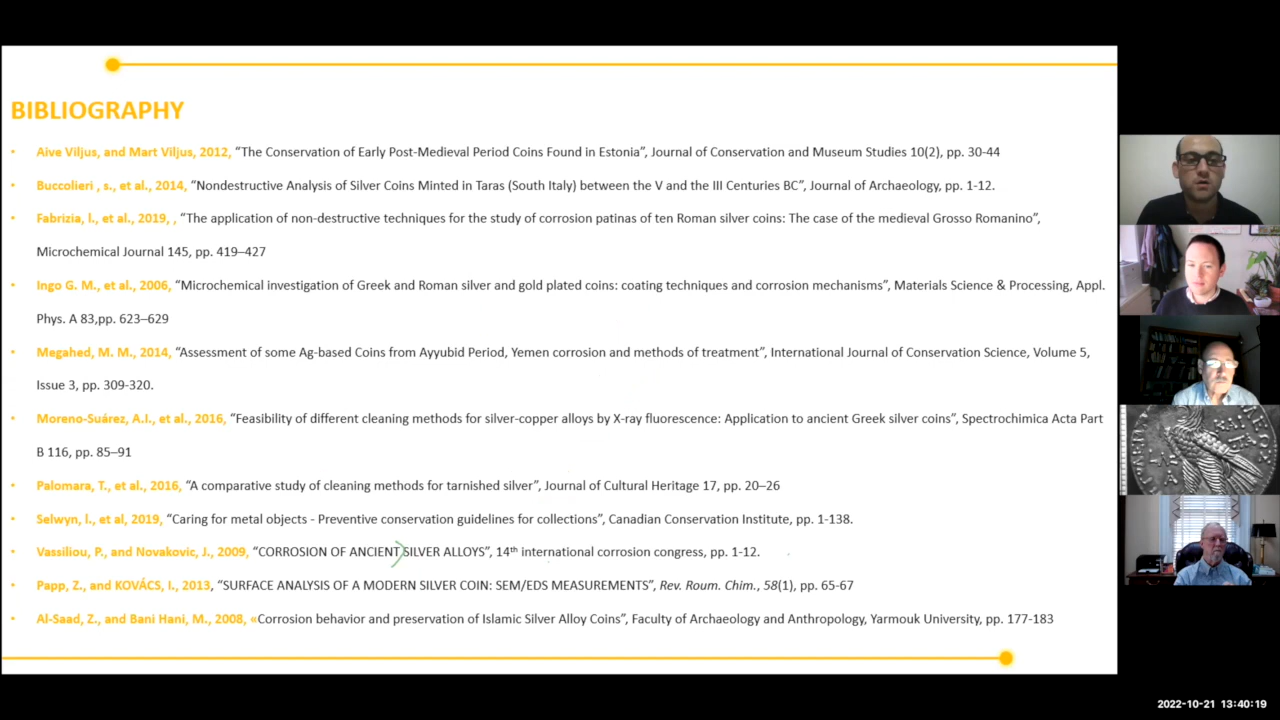 BIBLIOGRAPHY
• Aive Viljus, and Mart Viljus, 2012, “The Conservation of Early Post-Medieval Period Coins Found in Estonia”, Journal of Conservation and Museum Studies 10(2), pp. 30-44
• Buccolieri , s., et al., 2014, “Nondestructive Analysis of Silver Coins Minted in Taras (South Italy) between the V and the III Centuries BC”, Journal of Archaeology, pp. 1-12.
• Fabrizia, l., et al., 2019, , “The application of non-destructive techniques for the study of corrosion patinas of ten Roman silver coins: The case of the medieval Grosso Romanino”,
Microchemical Journal 145, pp. 419–427
• Ingo G. M., et al., 2006, “Microchemical investigation of Greek and Roman silver and gold plated coins: coating techniques and corrosion mechanisms”, Materials Science & Processing, Appl.
Phys. A 83,pp. 623–629
• Megahed, M. M., 2014, “Assessment of some Ag-based Coins from Ayyubid Period, Yemen corrosion and methods of treatment”, International Journal of Conservation Science, Volume 5,
Issue 3, pp. 309-320.
• Moreno-Suárez, A.I., et al., 2016, “Feasibility of different cleaning methods for silver-copper alloys by X-ray fluorescence: Application to ancient Greek silver coins”, Spectrochimica Acta Part
B 116, pp. 85–91
• Palomara, T., et al., 2016, “A comparative study of cleaning methods for tarnished silver”, Journal of Cultural Heritage 17, pp. 20–26
• Selwyn, l., et al, 2019, “Caring for metal objects - Preventive conservation guidelines for collections”, Canadian Conservation Institute, pp. 1-138.
• Vassiliou, P., and Novakovic, J., 2009, “CORROSION OF ANCIENT SILVER ALLOYS”, 14th international corrosion congress, pp. 1-12.
• Papp, Z., and KOVÁCS, I., 2013, “SURFACE ANALYSIS OF A MODERN SILVER COIN: SEM/EDS MEASUREMENTS”, Rev. Roum. Chim., 58(1), pp. 65-67
• Al-Saad, Z., and Bani Hani, M., 2008, «Corrosion behavior and preservation of Islamic Silver Alloy Coins”, Faculty of Archaeology and Anthropology, Yarmouk University, pp. 177-183
2022-10-21 13:40:19